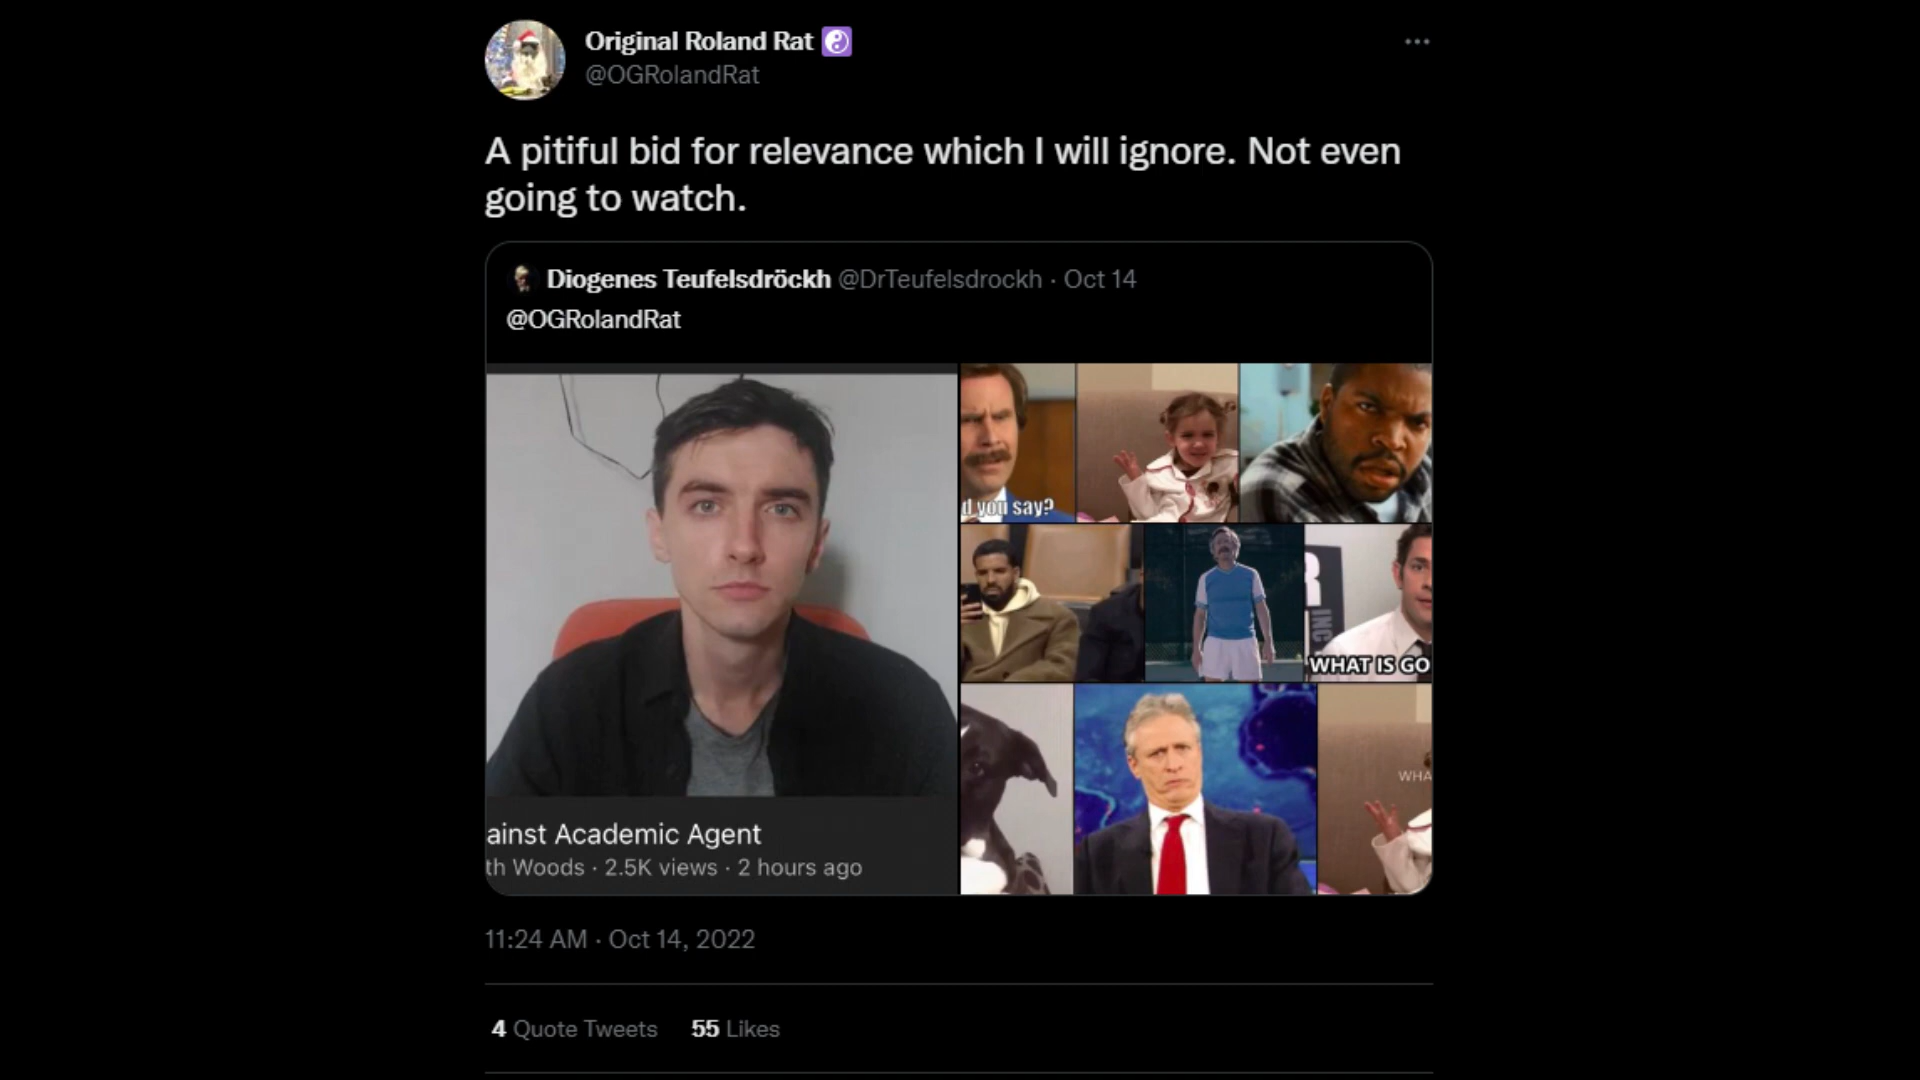 Original Roland Rat
@OGRolandRat
A pitiful bid for relevance which I will ignore. Not even
going to watch.
Diogenes Teufelsdröckh @DrTeufelsdrockh · Oct 14
@OGRolandRat
d you say?
R
INC
WHAT IS GO
WHA
ainst Academic Agent
th Woods · 2.5K views · 2 hours ago
11:24 AM · Oct 14, 2022
4 Quote Tweets 55 Likes